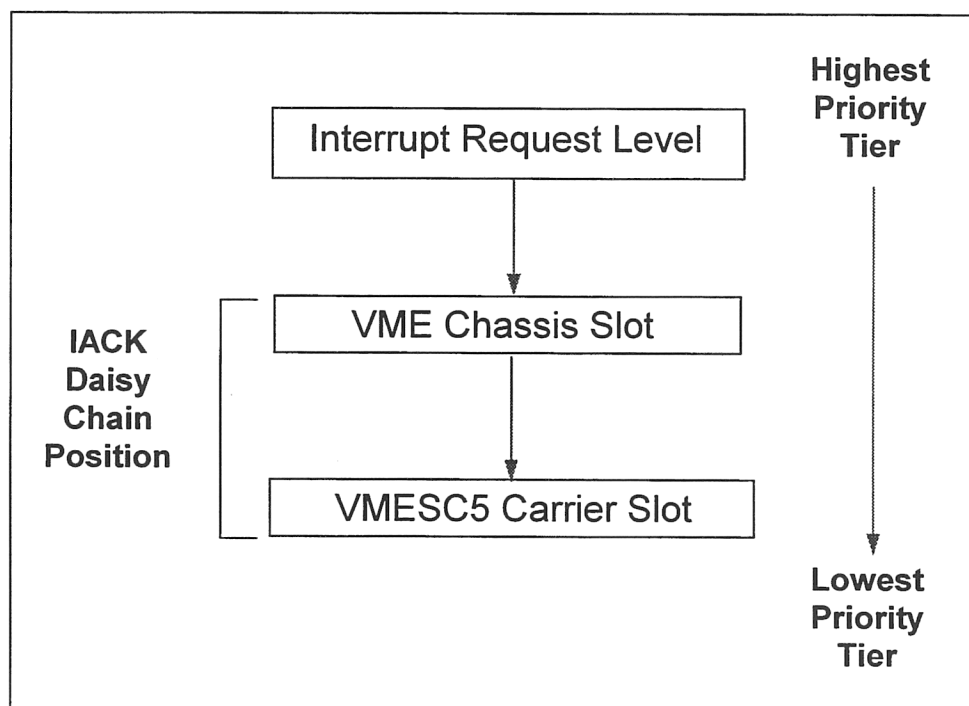 Highest
Priority
Tier
Interrupt Request Level
VME Chassis Slot
IACK
Daisy
Chain
Position
VMESC5 Carrier Slot
Lowest
Priority
Tier